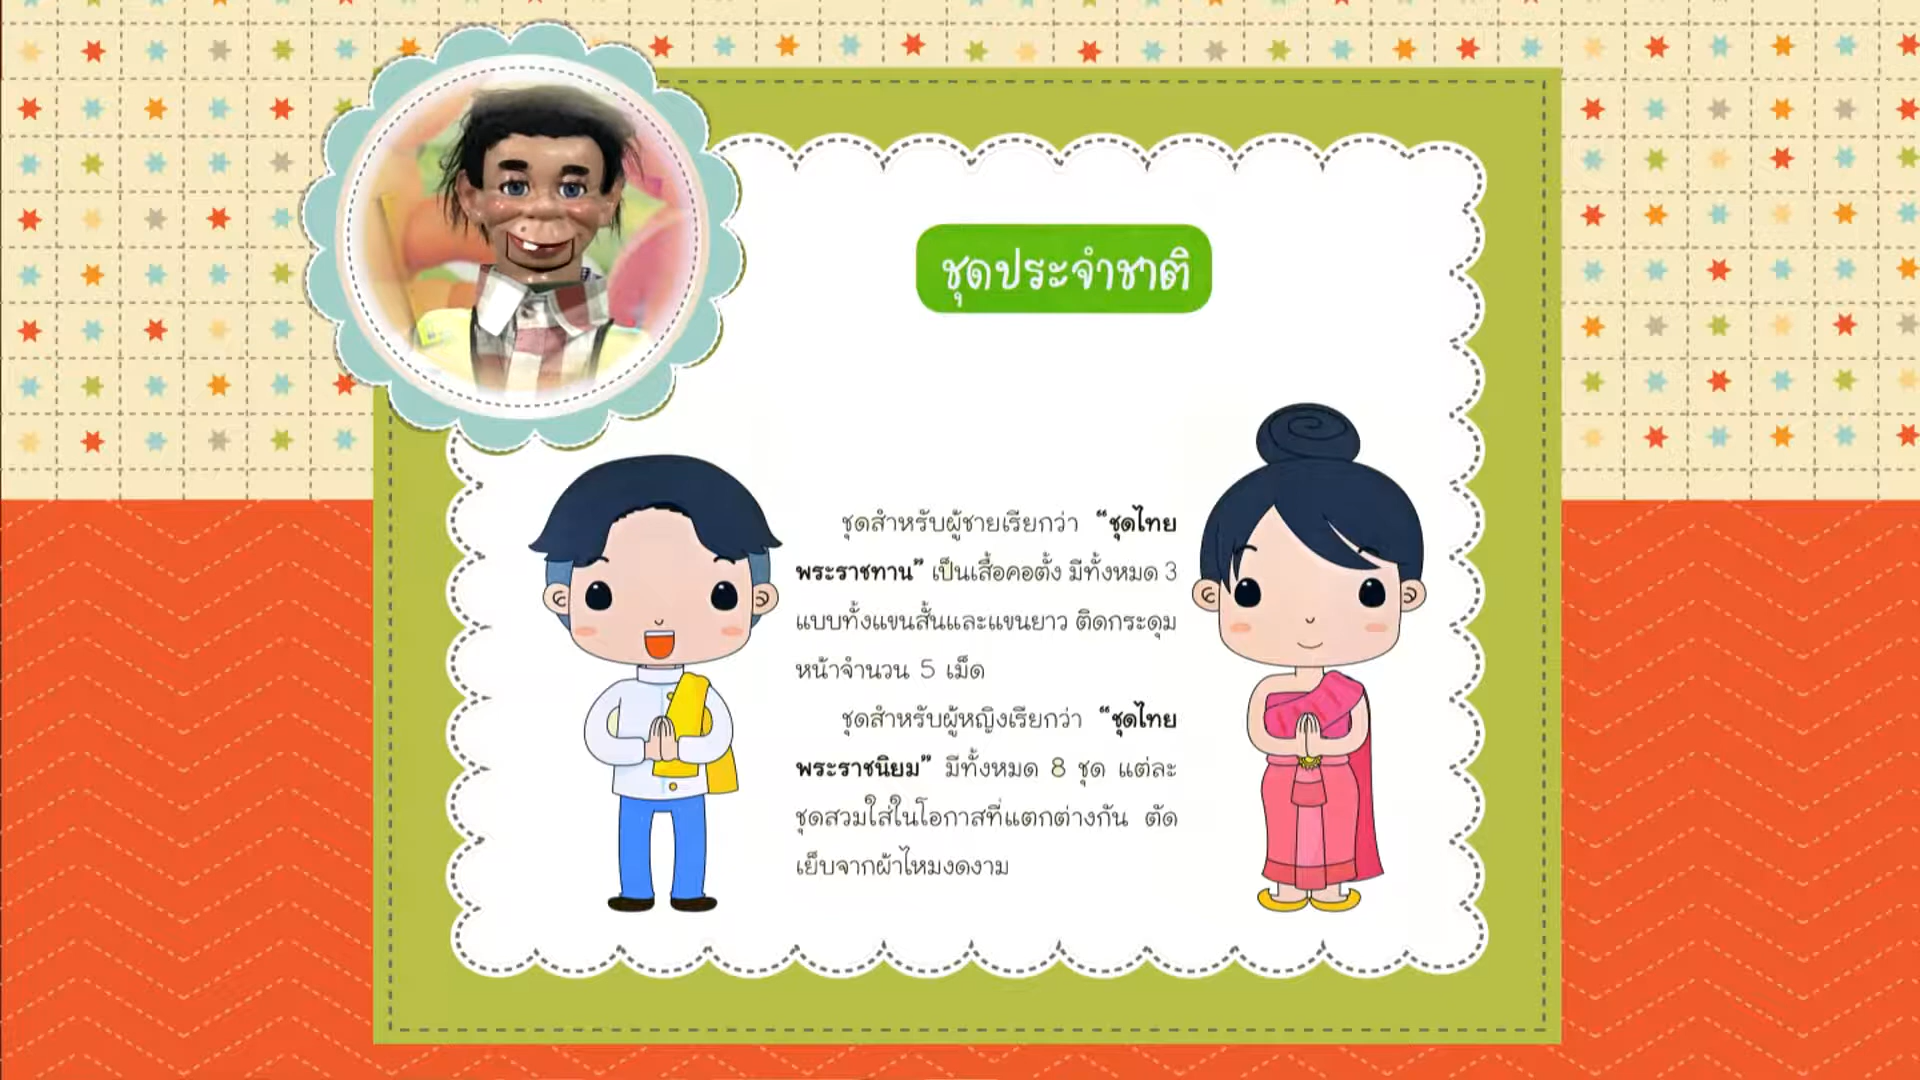 ชุดประจำชาติ
ชุดสำหรับผู้ชายเรียกว่า “ชุดไทย
พระราชทาน” เป็นเสื้อคอตั้ง มีทั้งหมด 3
แบบทั้งแขนสั้นและแขนยาว ติดกระดุม
หน้าจำนวน 5 เม็ด
ชุดสำหรับผู้หญิงเรียกว่า “ชุดไทย
พระราชนิยม” มีทั้งหมด 8 ชุด แต่ละ
ชุดสวมใส่ในโอกาสที่แตกต่างกัน ตัด
เย็บจากผ้าไหมงดงาม